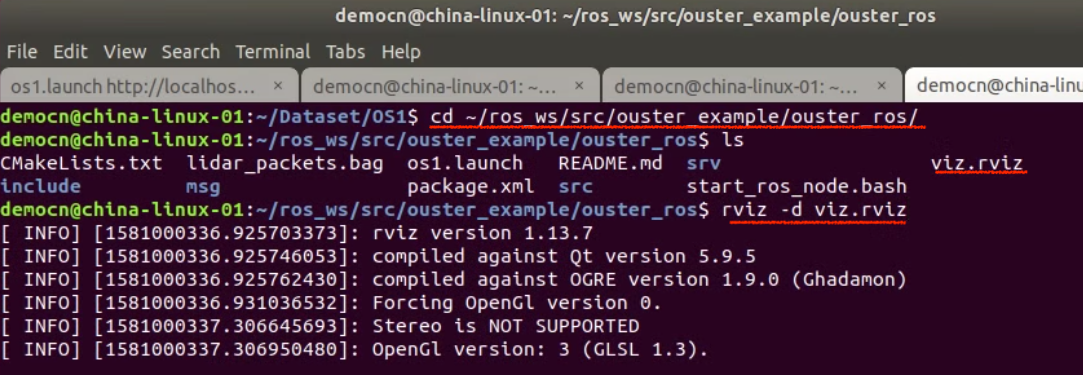 democn@china-linux-01: ~/ros_ws/src/ouster_example/ouster_ros
File Edit View Search Terminal Tabs Help
os1.launch http://localhos... × democn@china-linux-01: ~... × democn@china-linux-01: ~... × democn@china-linu
democn@china-linux-01:~/Dataset/OS1$ cd ~/ros_ws/src/ouster_example/ouster_ros/
democn@china-linux-01:~/ros_ws/src/ouster_example/ouster_ros$ ls
CMakeLists.txt lidar_packets.bag os1.launch README.md srv viz.rviz
include msg package.xml src start_ros_node.bash
democn@china-linux-01:~/ros_ws/src/ouster_example/ouster_ros$ rviz -d viz.rviz
[ INFO] [1581000336.925703373]: rviz version 1.13.7
[ INFO] [1581000336.925746053]: compiled against Qt version 5.9.5
[ INFO] [1581000336.925762430]: compiled against OGRE version 1.9.0 (Ghadamon)
[ INFO] [1581000336.931036532]: Forcing OpenGl version 0.
[ INFO] [1581000337.306645693]: Stereo is NOT SUPPORTED
[ INFO] [1581000337.306950480]: OpenGl version: 3 (GLSL 1.3).